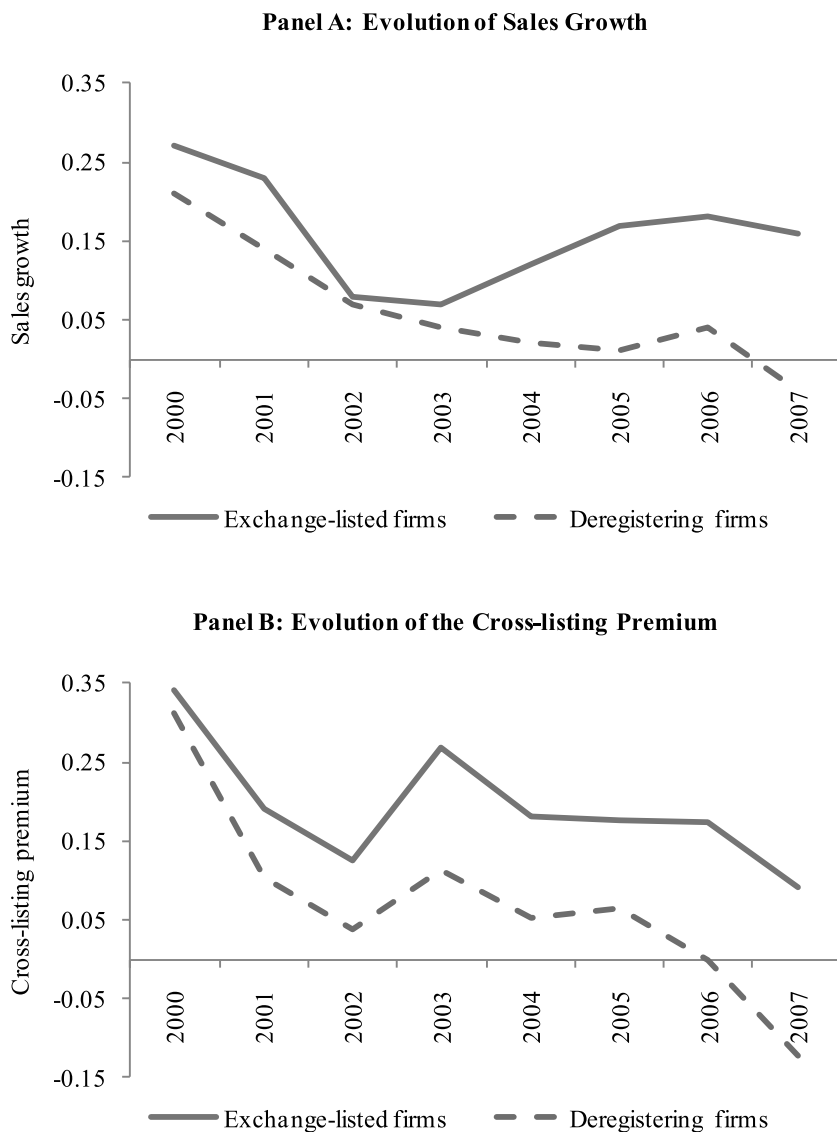 Panel A: Evolution of Sales Growth
0.35
0.25
0.15
0.05
-0.05
-0.15
Sales growth
2000 2001 2002 2003 2004 2005 2006 2007
Exchange-listed firms Deregistering firms
Panel B: Evolution of the Cross-listing Premium
0.35
0.25
0.15
0.05
-0.05
-0.15
Cross-listing premium
2000 2001 2002 2003 2004 2005 2006 2007
Exchange-listed firms Deregistering firms